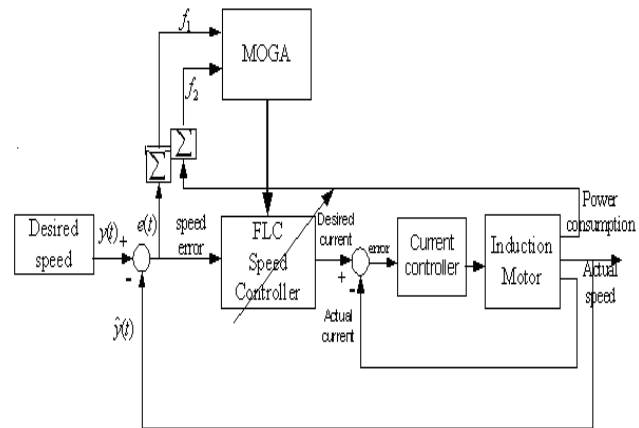 f₁
MOGA
f₂
Σ
Σ
Desired
speed
y(t)
+
-
e(t)
speed
error
FLC
Speed
Controller
Desired
current
+
-
error
Current
controller
Induction
Motor
Power
consumption
Actual
speed
Actual
current
ŷ(t)